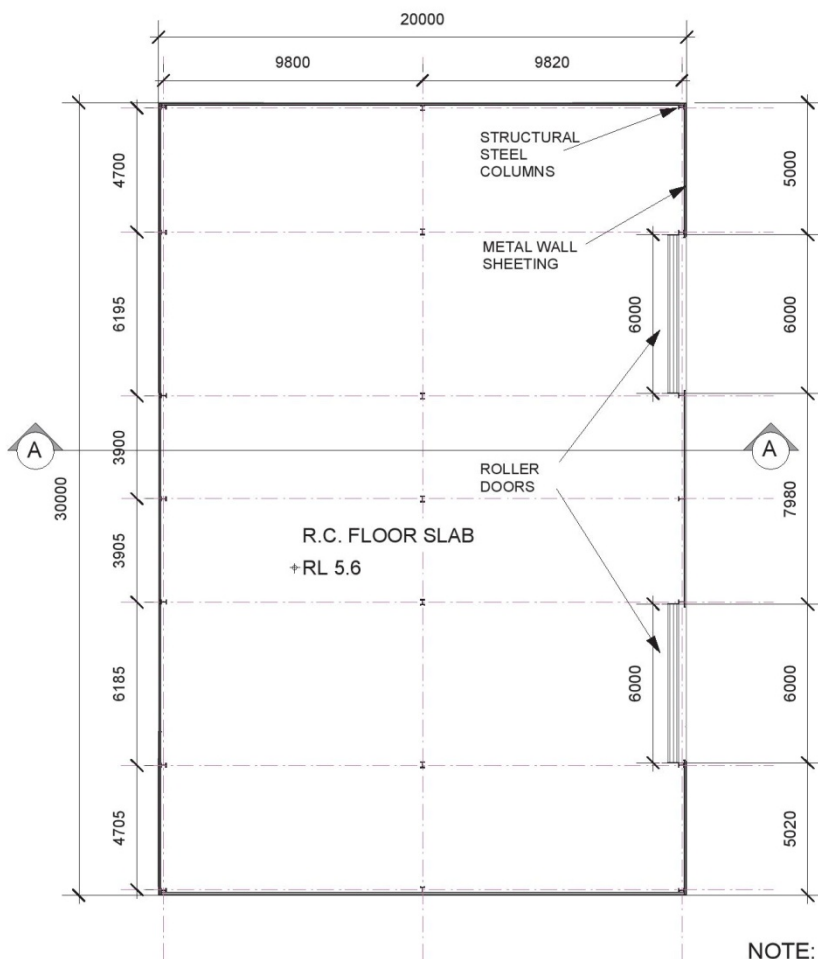 20000
9800
9820
STRUCTURAL
STEEL
COLUMNS
4700
5000
METAL WALL
SHEETING
6195
6000
6000
A
A
3900
30000
ROLLER
DOORS
7980
3905
R.C. FLOOR SLAB
RL 5.6
6185
6000
6000
4705
5020
NOTE: